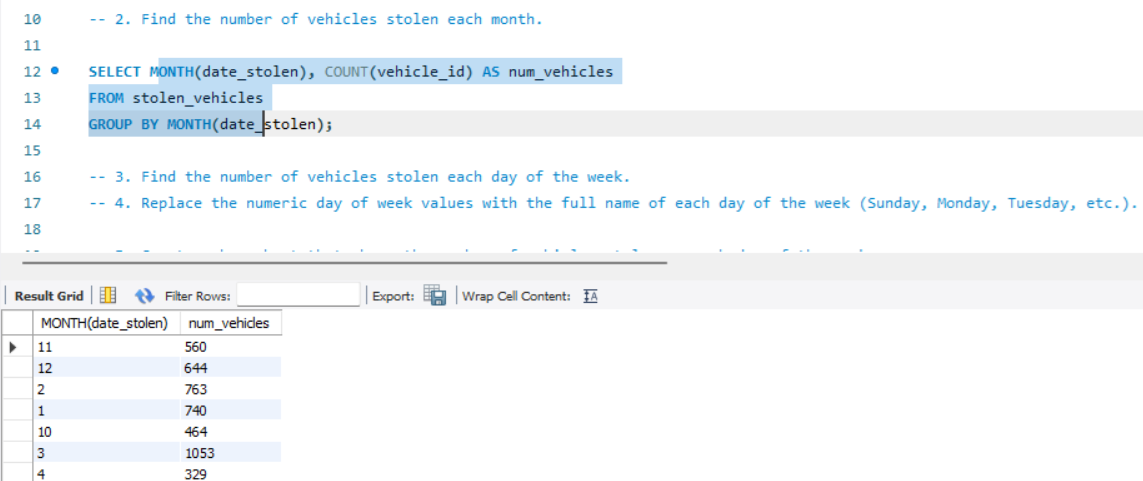 10 -- 2. Find the number of vehicles stolen each month.
11
12 SELECT MONTH(date_stolen), COUNT(vehicle_id) AS num_vehicles
13 FROM stolen_vehicles
14 GROUP BY MONTH(date_stolen);
15
16 -- 3. Find the number of vehicles stolen each day of the week.
17 -- 4. Replace the numeric day of week values with the full name of each day of the week (Sunday, Monday, Tuesday, etc.).
18
Result Grid Filter Rows: Export: Wrap Cell Content:
MONTH(date_stolen) num_vehicles
11 560
12 644
2 763
1 740
10 464
3 1053
4 329